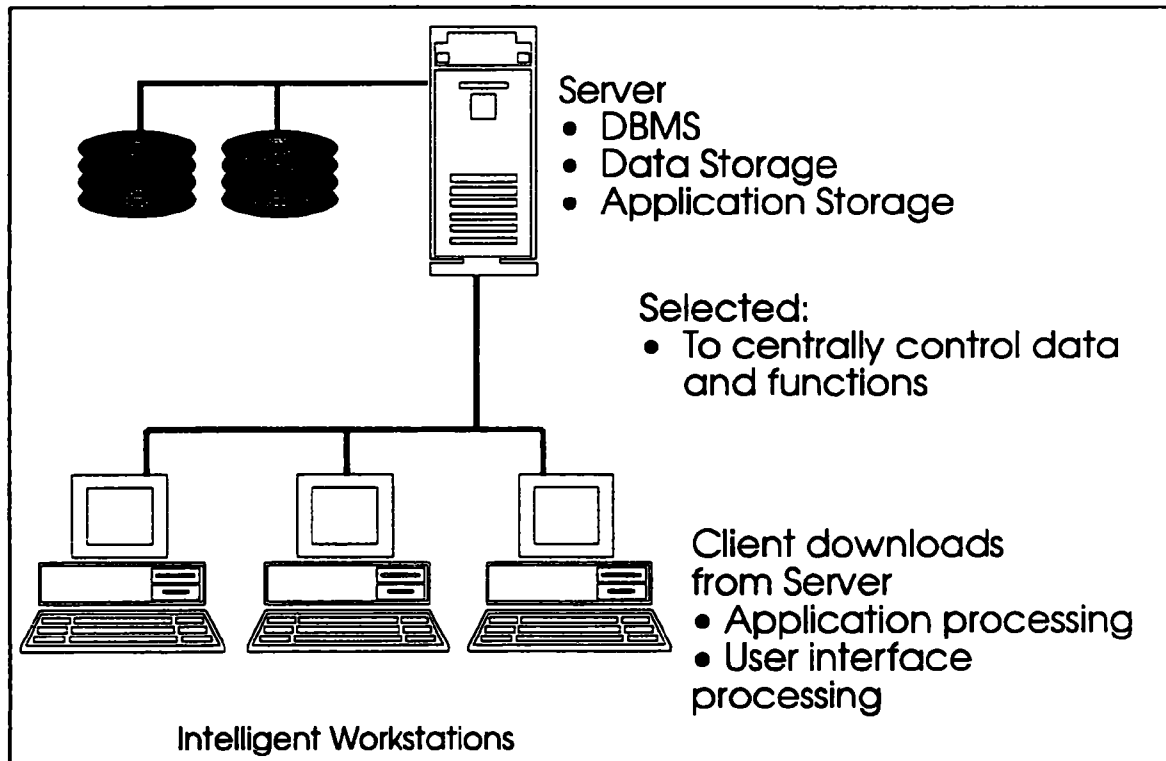 Server
• DBMS
• Data Storage
• Application Storage
Selected:
• To centrally control data
and functions
Client downloads
from Server
• Application processing
• User interface
processing
Intelligent Workstations